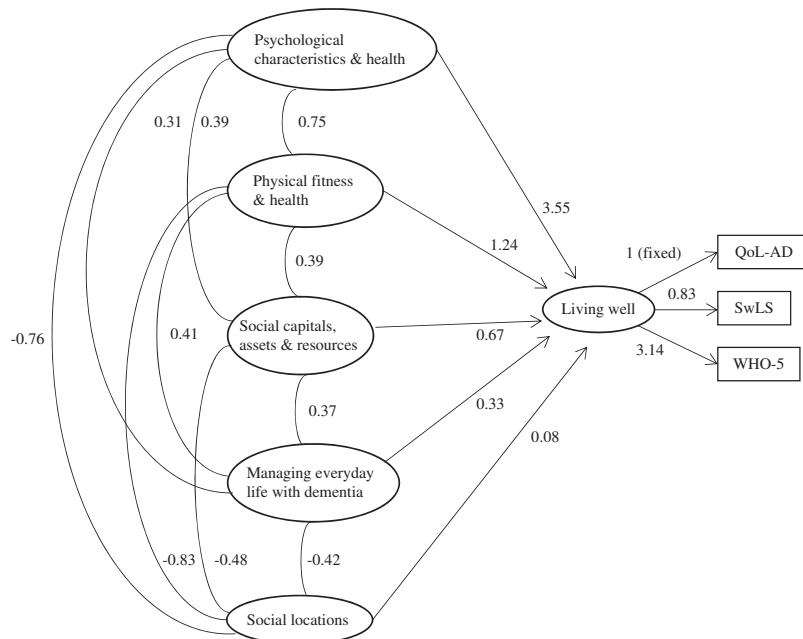 Psychological
characteristics & health
0.31
0.39
0.75
Physical fitness
& health
3.55
1.24
0.39
1 (fixed)
QoL-AD
Living well
0.83
SwLS
Social capitals,
assets & resources
0.67
-0.76
0.41
3.14
WHO-5
0.37
0.33
0.08
Managing everyday
life with dementia
-0.83
-0.48
-0.42
Social locations